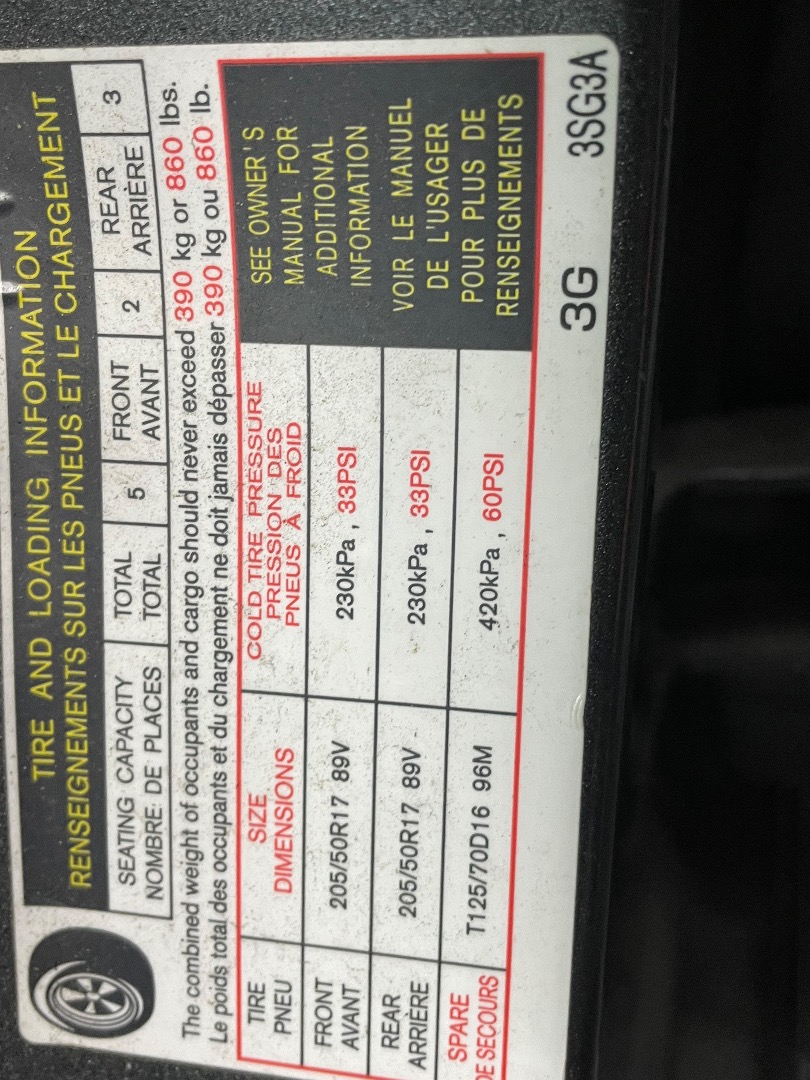 TIRE AND LOADING INFORMATION
RENSEIGNEMENTS SUR LES PNEUS ET LE CHARGEMENT
SEATING CAPACITY
NOMBRE DE PLACES
TOTAL
TOTAL
5
FRONT
AVANT
2
REAR
ARRIÈRE
3
The combined weight of occupants and cargo should never exceed 390 kg or 860 lbs.
Le poids total des occupants et du chargement ne doit jamais dépasser 390 kg ou 860 lb.
TIRE
PNEU
SIZE
DIMENSIONS
COLD TIRE PRESSURE
PRESSION DES
PNEUS À FROID
FRONT
AVANT
205/50R17 89V
230kPa , 33PSI
REAR
ARRIÈRE
205/50R17 89V
230kPa , 33PSI
SPARE
DE SECOURS
T125/70D16 96M
420kPa , 60PSI
SEE OWNER'S
MANUAL FOR
ADDITIONAL
INFORMATION
VOIR LE MANUEL
DE L'USAGER
POUR PLUS DE
RENSEIGNEMENTS
3G 3SG3A